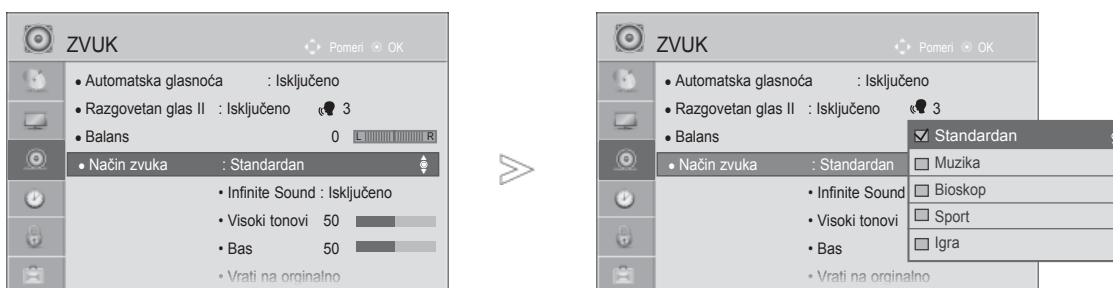 ZVUK
Pomeri OK
• Automatska glasnoća : Isključeno
• Razgovetan glas II : Isključeno 3
• Balans 0 L R
• Način zvuka : Standardan
• Infinite Sound : Isključeno
• Visoki tonovi 50
• Bas 50
• Vrati na orginalno
ZVUK
Pomeri OK
• Automatska glasnoća : Isključeno
• Razgovetan glas II : Isključeno 3
• Balans
• Način zvuka : Standardan
• Infinite Sound
• Visoki tonovi
• Bas
• Vrati na orginalno
Standardan
Muzika
Bioskop
Sport
Igra